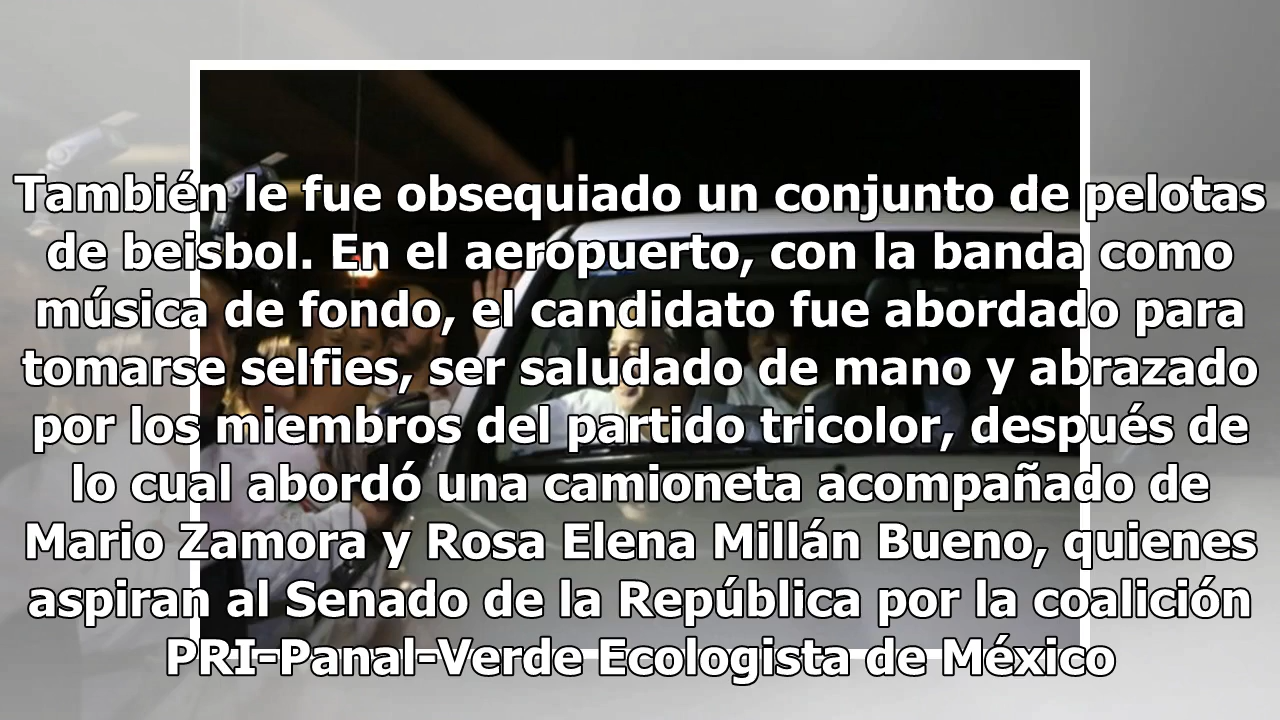 También le fue obsequiado un conjunto de pelotas
de beisbol. En el aeropuerto, con la banda como
música de fondo, el candidato fue abordado para
tomarse selfies, ser saludado de mano y abrazado
por los miembros del partido tricolor, después de
lo cual abordó una camioneta acompañado de
Mario Zamora y Rosa Elena Millán Bueno, quienes
aspiran al Senado de la República por la coalición
PRI-Panal-Verde Ecologista de México